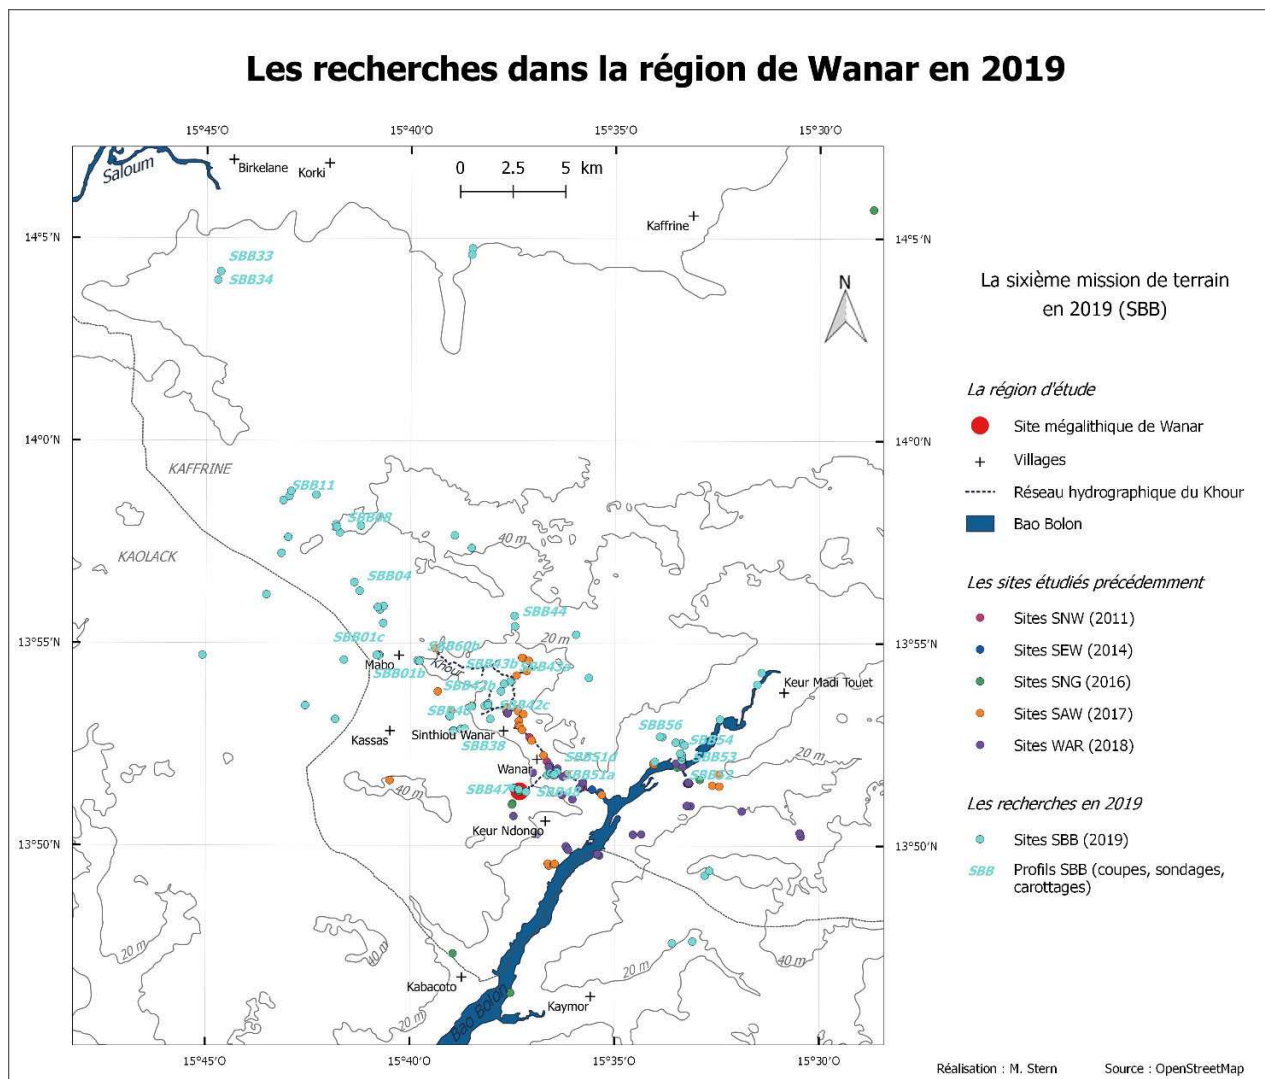 Les recherches dans la région de Wanar en 2019
15°45'O 15°40'O 15°35'O 15°30'O
Saloum
Birkelane
Korki
0 2.5 5 km
Kaffrine
14°5'N 14°5'N
SBB33
SBB34
N
La sixième mission de terrain
en 2019 (SBB)
La région d'étude
Site mégalithique de Wanar
Villages
Réseau hydrographique du Khour
Bao Bolon
14°0'N 14°0'N
KAFFRINE
SBB11
SBB08
40 m
KAOLACK
SBB04
SBB44
Les sites étudiés précédemment
Sites SNW (2011)
Sites SEW (2014)
Sites SNG (2016)
Sites SAW (2017)
Sites WAR (2018)
13°55'N 13°55'N
SBB01c
SBB60b
20 m
Mabo
Khour
SBB43b
SBB01b
SBB42b
Keur Madi Touet
SBB42c
Kassas
Sinthiou Wanar
SBB38
SBB56
SBB54
SBB53
20 m
Wanar
SBB51d
SBB51a
40 m
SBB47
Keur Ndongo
13°50'N 13°50'N
Les recherches en 2019
Sites SBB (2019)
SBB Profils SBB (coupes, sondages,
carottages)
20 m
40 m
20 m
40 m
Kabacoto
Kaymor
20 m
Bao Bolon
15°45'O 15°40'O 15°35'O 15°30'O
Réalisation : M. Stern Source : OpenStreetMap